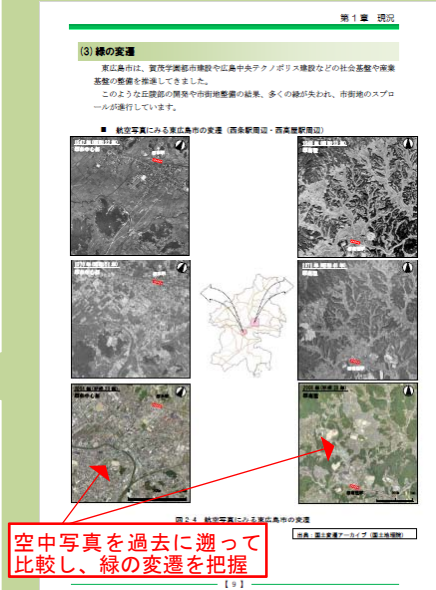 第1章 現況
(3) 緑の変遷
東広島市は、賀茂学園都市建設や広島中央テクノポリス建設などの社会基盤や産業
基盤の整備を推進してきました。
このような丘陵部の開発や市街地整備の結果、多くの緑が失われ、市街地のスプロ
ールが進行しています。
■ 航空写真にみる東広島市の変遷（西条駅周辺・西高屋駅周辺）
図2-4 航空写真にみる東広島市の変遷
出典：国土変遷アーカイブ（国土地理院）
空中写真を過去に遡って
比較し、緑の変遷を把握
【 9 】